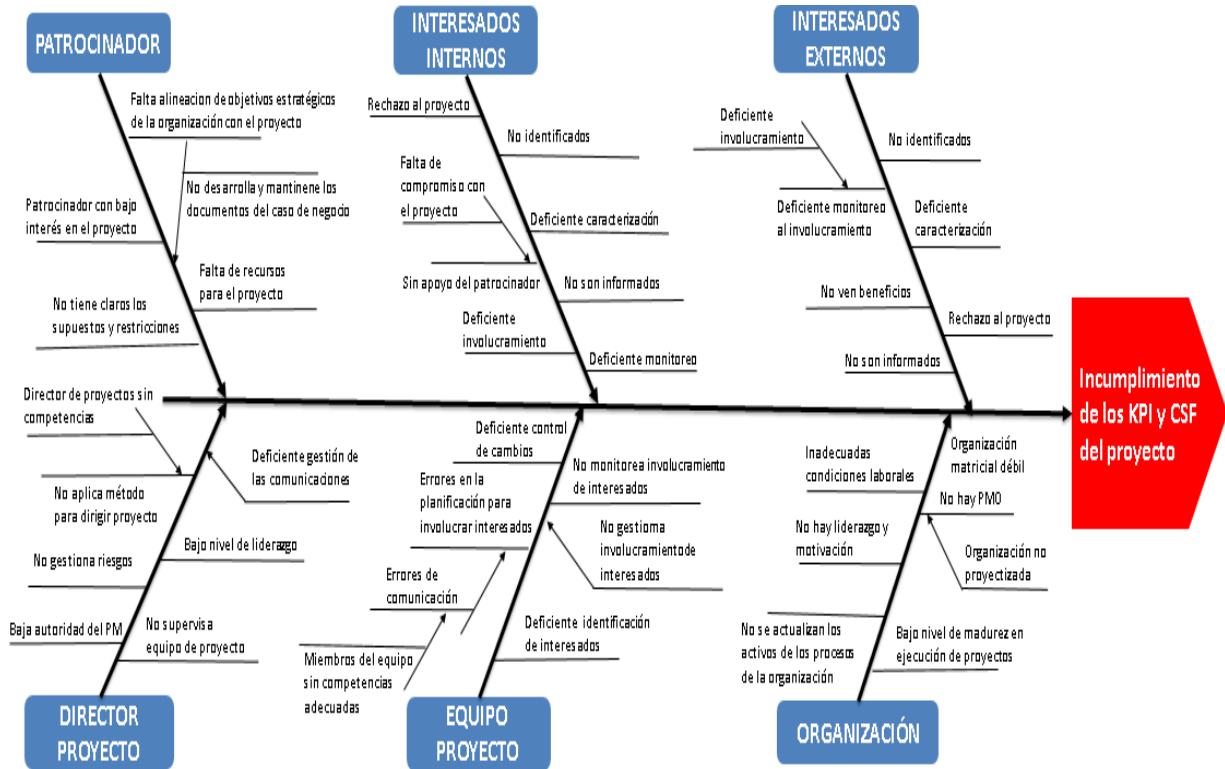 PATROCINADOR
INTERESADOS
INTERNOS
INTERESADOS
EXTERNOS
Falta alineacion de objetivos estratégicos
de la organización con el proyecto
No desarrolla y mantinene los
documentos del caso de negocio
Patrocinador con bajo
interés en el proyecto
Falta de recursos
para el proyecto
No tiene claros los
supuestos y restricciones
Rechazo al proyecto
No identificados
Falta de
compromiso con
el proyecto
Deficiente caracterización
Sin apoyo del patrocinador
No son informados
Deficiente
involucramiento
Deficiente monitoreo
Deficiente
involucramiento
No identificados
Deficiente monitoreo
al involucramiento
Deficiente
caracterización
No ven beneficios
Rechazo al proyecto
No son informados
Incumplimiento
de los KPI y CSF
del proyecto
Director de proyectos sin
competencias
Deficiente gestión de
las comunicaciones
No aplica método
para dirigir proyecto
Bajo nivel de liderazgo
No gestiona riesgos
Baja autoridad del PM
No supervisa
equipo de proyecto
Deficiente control
de cambios
No monitorea involucramiento
de interesados
Errores en la
planificación para
involucrar interesados
No gestioma
involucramiento de
interesados
Errores de
comunicación
Deficiente identificación
de interesados
Miembros del equipo
sin competencias
adecuadas
Organización
matricial débil
Inadecuadas
condiciones laborales
No hay PMO
No hay liderazgo y
motivación
Organización no
proyectizada
No se actualizan los
activos de los procesos
de la organización
Bajo nivel de madurez en
ejecución de proyectos
DIRECTOR
PROYECTO
EQUIPO
PROYECTO
ORGANIZACIÓN